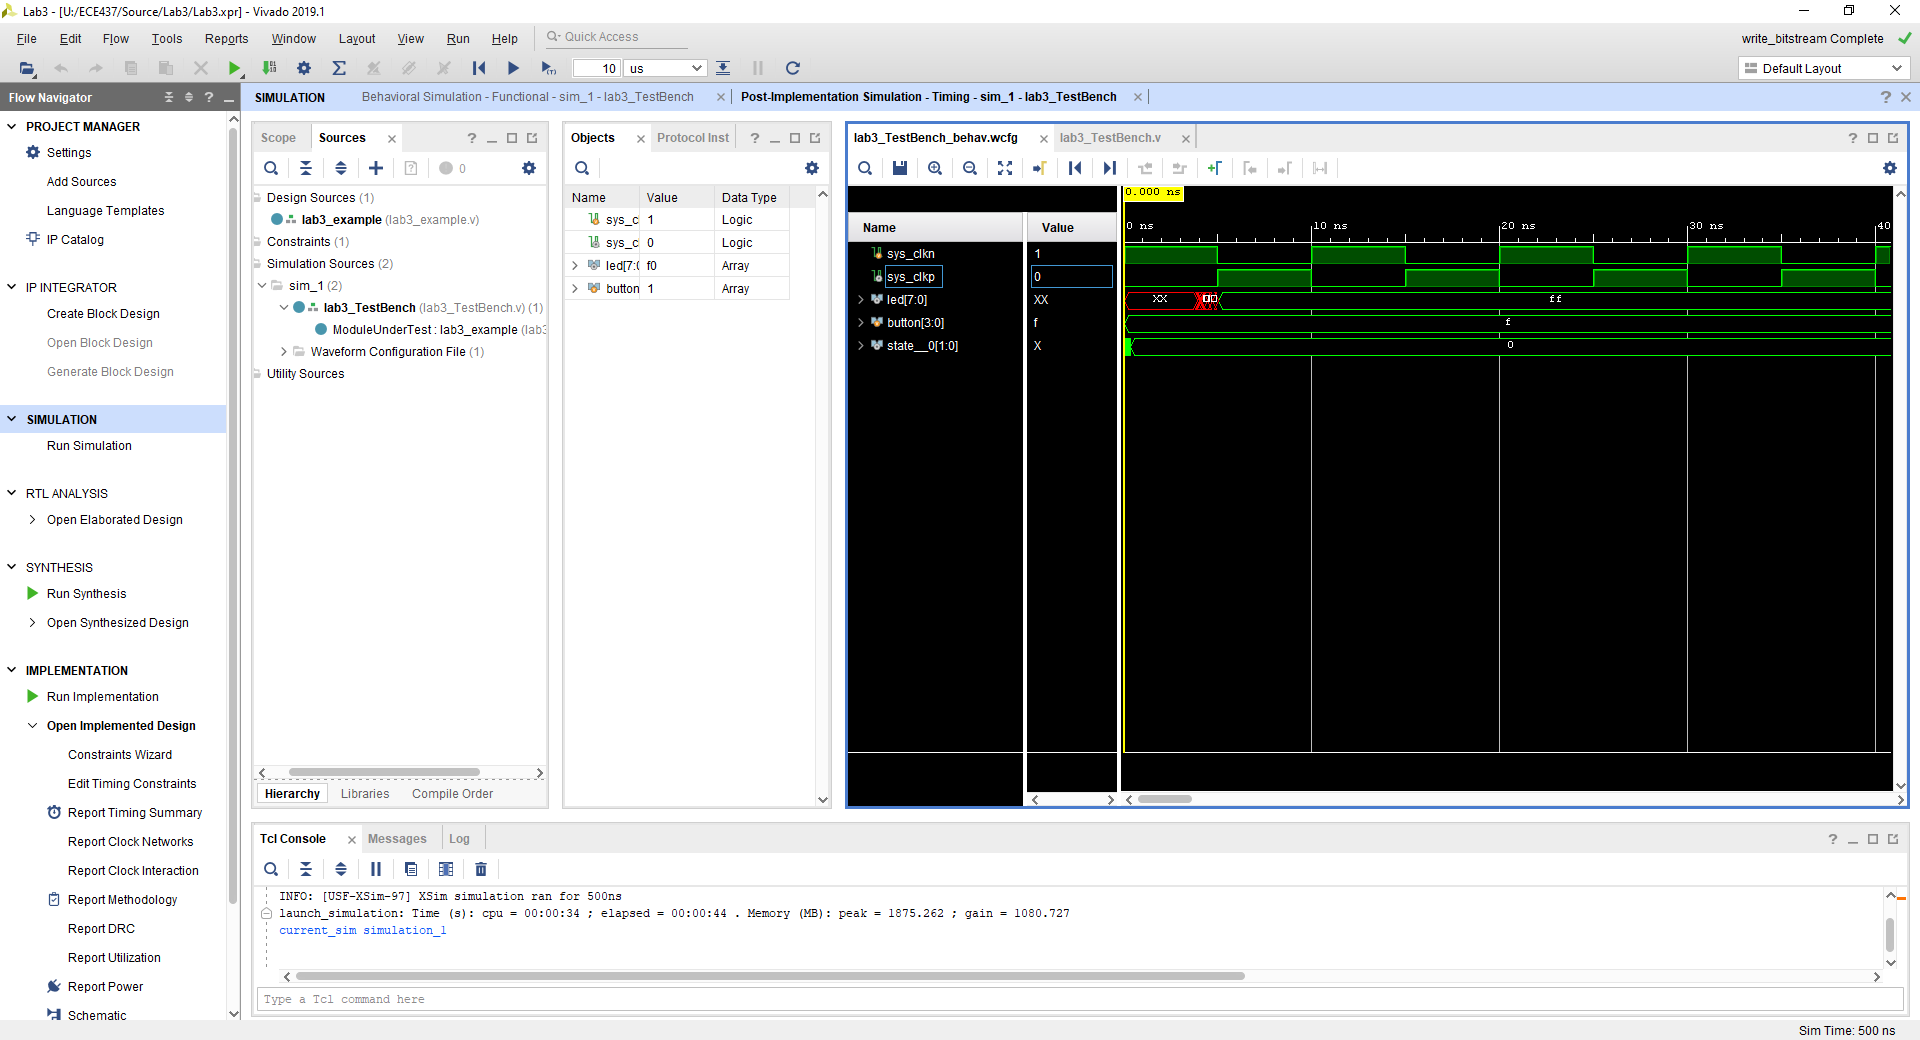 Lab3 - [U:/ECE437/Source/Lab3/Lab3.xpr] - Vivado 2019.1
File Edit Flow Tools Reports Window Layout View Run Help Quick Access
write_bitstream Complete
10 us
Default Layout
Flow Navigator
PROJECT MANAGER
Settings
Add Sources
Language Templates
IP Catalog
IP INTEGRATOR
Create Block Design
Open Block Design
Generate Block Design
SIMULATION
Run Simulation
RTL ANALYSIS
Open Elaborated Design
SYNTHESIS
Run Synthesis
Open Synthesized Design
IMPLEMENTATION
Run Implementation
Open Implemented Design
Constraints Wizard
Edit Timing Constraints
Report Timing Summary
Report Clock Networks
Report Clock Interaction
Report Methodology
Report DRC
Report Utilization
Report Power
Schematic
SIMULATION Behavioral Simulation - Functional - sim_1 - lab3_TestBench Post-Implementation Simulation - Timing - sim_1 - lab3_TestBench
Scope Sources
0
Design Sources (1)
lab3_example (lab3_example.v)
Constraints (1)
Simulation Sources (2)
sim_1 (2)
lab3_TestBench (lab3_TestBench.v) (1)
ModuleUnderTest : lab3_example (lab3
Waveform Configuration File (1)
Utility Sources
Hierarchy Libraries Compile Order
Objects Protocol Inst
Name Value Data Type
sys_cl 1 Logic
sys_cl 0 Logic
led[7:0 f0 Array
button 1 Array
lab3_TestBench_behav.wcfg lab3_TestBench.v
0.000 ns
Name Value
0 ns 10 ns 20 ns 30 ns 40
sys_clkn 1
sys_clkp 0
led[7:0] XX XX ff
button[3:0] f f
state__0[1:0] X 0
Tcl Console Messages Log
INFO: [USF-XSim-97] XSim simulation ran for 500ns
launch_simulation: Time (s): cpu = 00:00:34 ; elapsed = 00:00:44 . Memory (MB): peak = 1875.262 ; gain = 1080.727
current_sim simulation_1
Type a Tcl command here
Sim Time: 500 ns